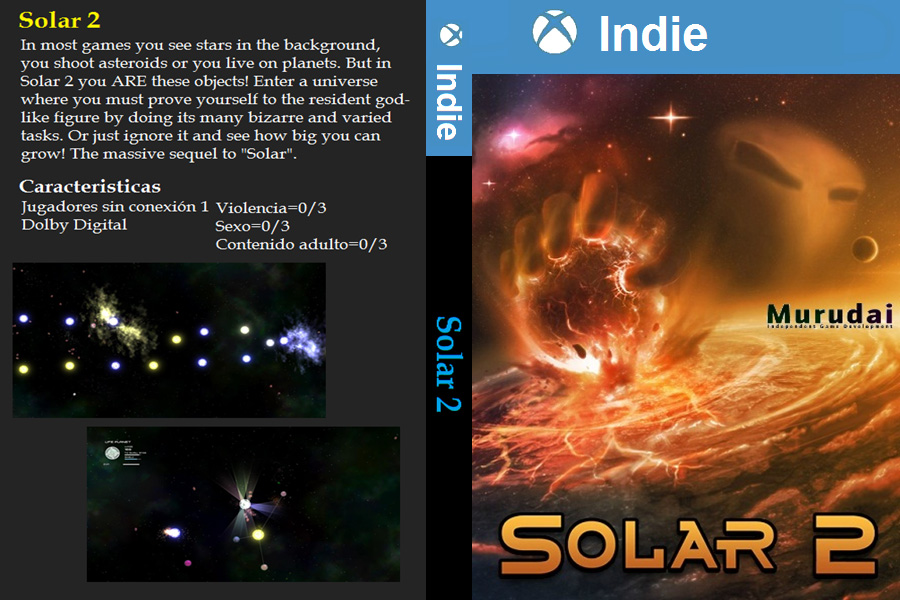 Solar 2
In most games you see stars in the background,
you shoot asteroids or you live on planets. But in
Solar 2 you ARE these objects! Enter a universe
where you must prove yourself to the resident god-
like figure by doing its many bizarre and varied
tasks. Or just ignore it and see how big you can
grow! The massive sequel to "Solar".
Caracteristicas
Jugadores sin conexión 1
Dolby Digital
Violencia=0/3
Sexo=0/3
Contenido adulto=0/3
LIFE PLANET
Indie
Solar 2
Indie
Murudai
Independent Game Development
SOLAR 2